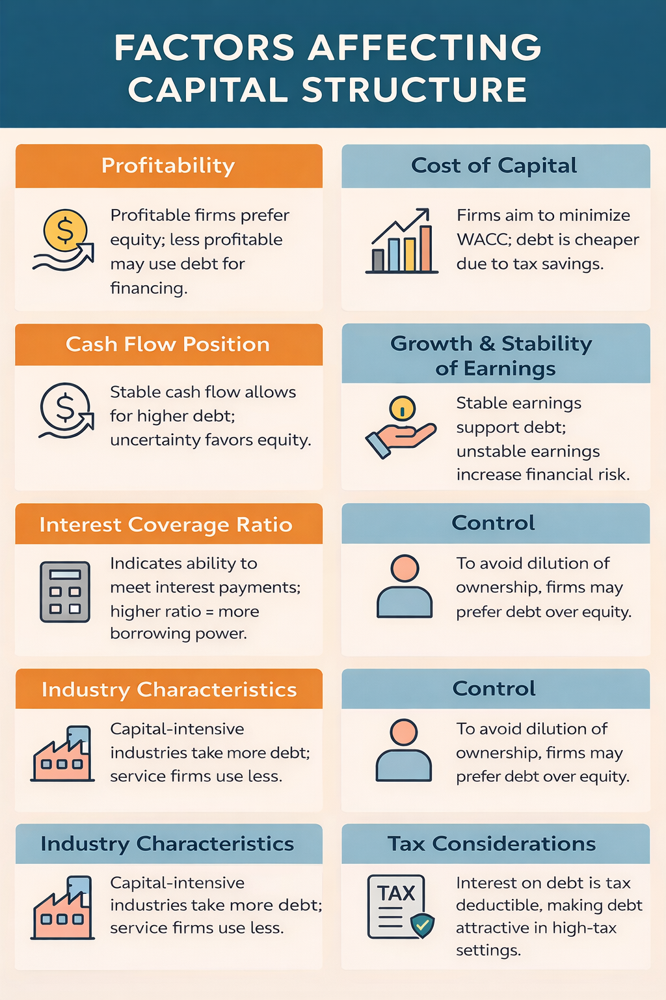 FACTORS AFFECTING
CAPITAL STRUCTURE
Profitability
$
Profitable firms prefer
equity; less profitable
may use debt for
financing.
Cost of Capital
Firms aim to minimize
WACC; debt is cheaper
due to tax savings.
Cash Flow Position
$
Stable cash flow allows
for higher debt;
uncertainty favors equity.
Growth & Stability
of Earnings
Stable earnings
support debt;
unstable earnings
increase financial risk.
Interest Coverage Ratio
Indicates ability to
meet interest payments;
higher ratio = more
borrowing power.
Control
To avoid dilution of
ownership, firms may
prefer debt over equity.
Industry Characteristics
Capital-intensive
industries take more debt;
service firms use less.
Control
To avoid dilution of
ownership, firms may
prefer debt over equity.
Industry Characteristics
Capital-intensive
industries take more debt;
service firms use less.
Tax Considerations
TAX
Interest on debt is tax
deductible, making debt
attractive in high-tax
settings.